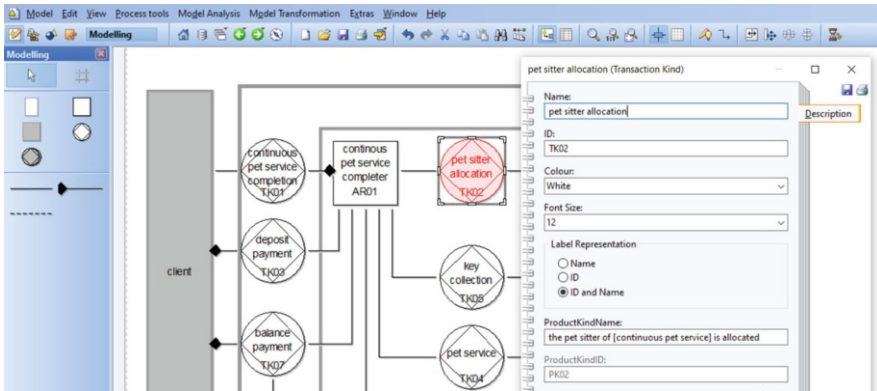 Model Edit View Process tools Model Analysis Model Transformation Extras Window Help
Modelling
Modelling
pet sitter allocation (Transaction Kind)
Name:
pet sitter allocation
Description
ID:
TK02
Colour:
White
Font Size:
12
Label Representation
Name
ID
ID and Name
ProductKindName:
the pet sitter of [continuous pet service] is allocated
ProductKindID:
PK02
client
continuous
pet service
completion
TK01
continous
pet service
completer
AR01
pet sitter
allocation
TK02
deposit
payment
TK03
key
collection
TK05
balance
payment
TK07
pet service
TK04